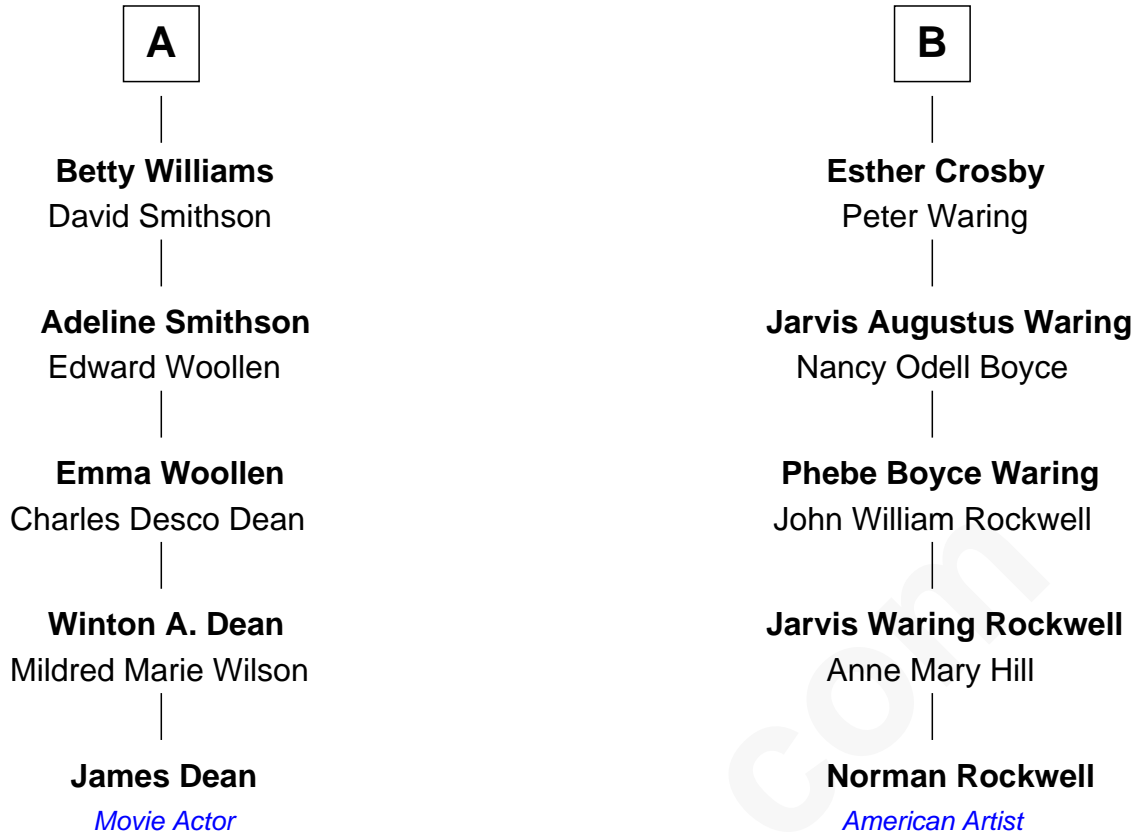 A
Betty Williams
David Smithson
Adeline Smithson
Edward Woollen
Emma Woollen
Charles Desco Dean
Winton A. Dean
Mildred Marie Wilson
James Dean
Movie Actor
B
Esther Crosby
Peter Waring
Jarvis Augustus Waring
Nancy Odell Boyce
Phebe Boyce Waring
John William Rockwell
Jarvis Waring Rockwell
Anne Mary Hill
Norman Rockwell
American Artist
com